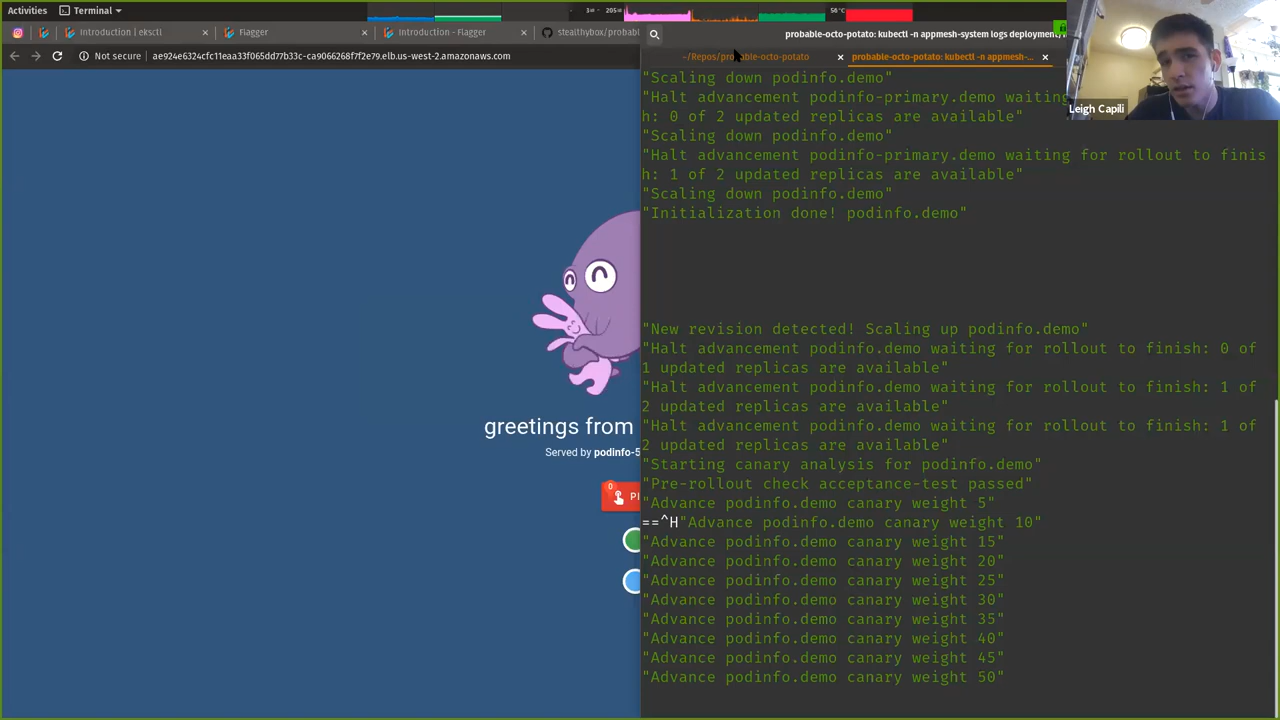 Activities
Terminal
56°C
Introduction | eksctl
Flagger
Introduction - Flagger
stealthybox/probab
Not secure
ae924e6324cfc11eaa33f065dd7b33c-ca9066268f7f2e79.elb.us-west-2.amazonaws.com
greetings from
Served by podinfo-5
0
PI
probable-octo-potato: kubectl -n appmesh-system logs deployment/
~/Repos/probable-octo-potato
probable-octo-potato: kubectl -n appmesh-...
Leigh Capili
"Scaling down podinfo.demo"
"Halt advancement podinfo-primary.demo waiting
h: 0 of 2 updated replicas are available"
"Scaling down podinfo.demo"
"Halt advancement podinfo-primary.demo waiting for rollout to finis
h: 1 of 2 updated replicas are available"
"Scaling down podinfo.demo"
"Initialization done! podinfo.demo"
"New revision detected! Scaling up podinfo.demo"
"Halt advancement podinfo.demo waiting for rollout to finish: 0 of
1 updated replicas are available"
"Halt advancement podinfo.demo waiting for rollout to finish: 1 of
2 updated replicas are available"
"Halt advancement podinfo.demo waiting for rollout to finish: 1 of
2 updated replicas are available"
"Starting canary analysis for podinfo.demo"
"Pre-rollout check acceptance-test passed"
"Advance podinfo.demo canary weight 5"
==^H"Advance podinfo.demo canary weight 10"
"Advance podinfo.demo canary weight 15"
"Advance podinfo.demo canary weight 20"
"Advance podinfo.demo canary weight 25"
"Advance podinfo.demo canary weight 30"
"Advance podinfo.demo canary weight 35"
"Advance podinfo.demo canary weight 40"
"Advance podinfo.demo canary weight 45"
"Advance podinfo.demo canary weight 50"